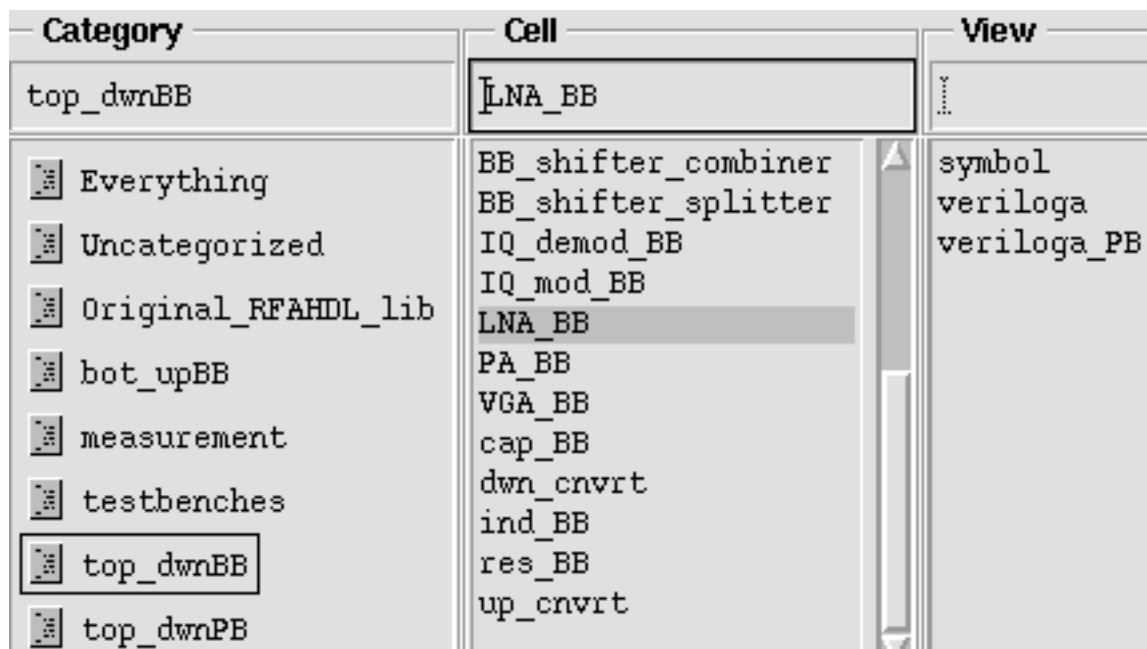 Category
top_dwnBB
Everything
Uncategorized
Original_RFAHDL_lib
bot_upBB
measurement
testbenches
top_dwnBB
top_dwnPB
Cell
LNA_BB
BB_shifter_combiner
BB_shifter_splitter
IQ_demod_BB
IQ_mod_BB
LNA_BB
PA_BB
VGA_BB
cap_BB
dwn_cnvrt
ind_BB
res_BB
up_cnvrt
View
symbol
veriloga
veriloga_PB